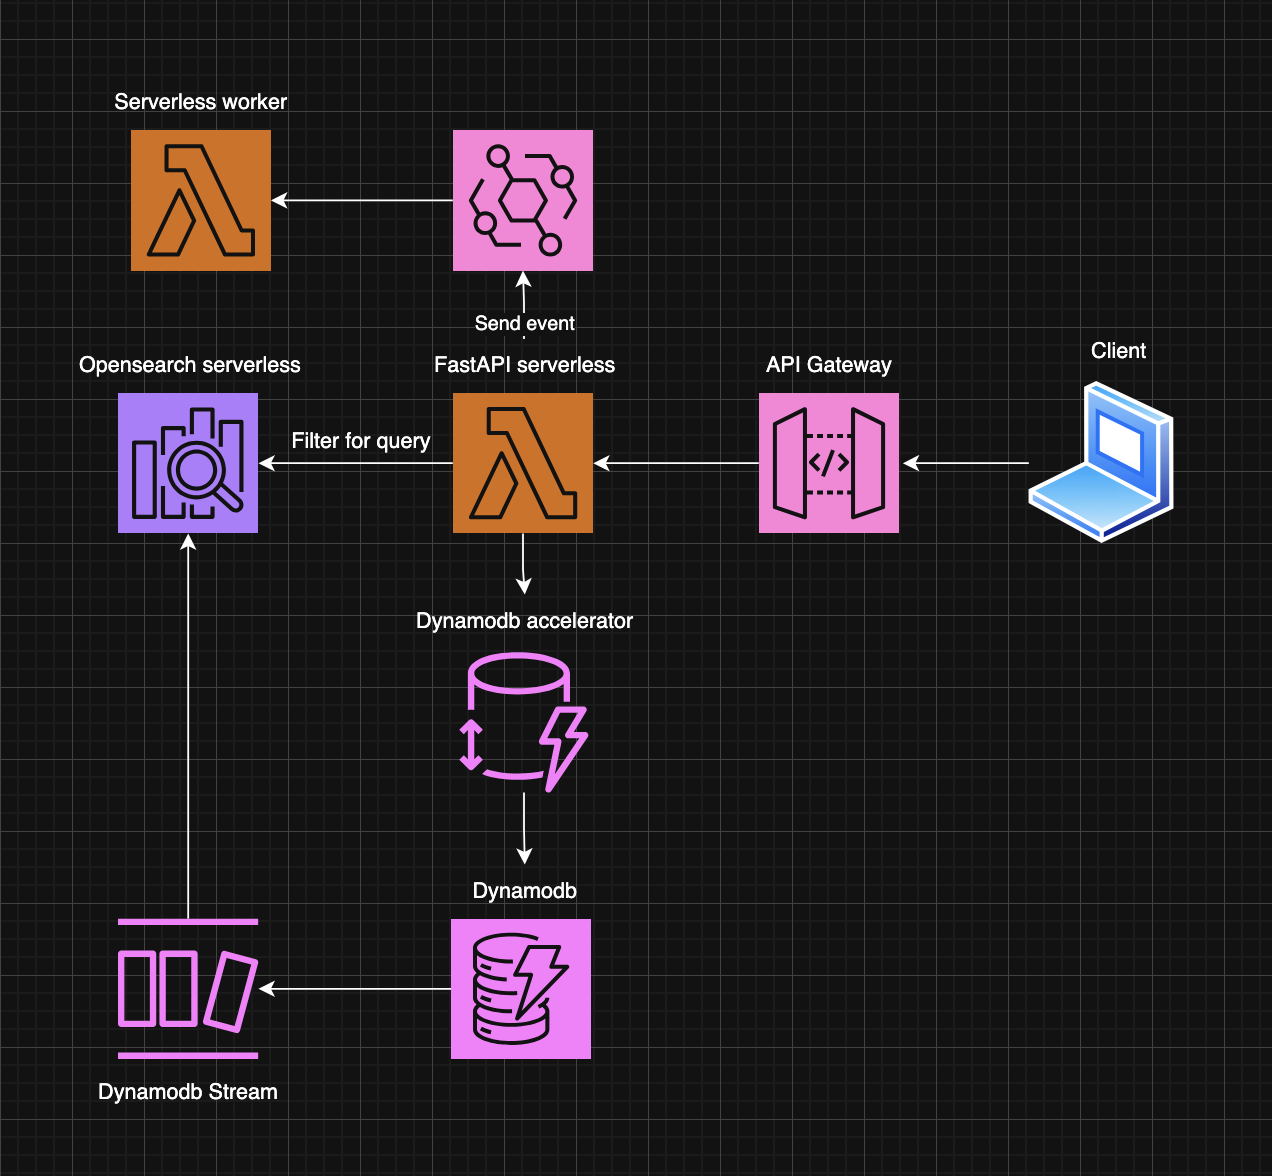 Serverless worker
Send event
Opensearch serverless
FastAPI serverless
API Gateway
Client
Filter for query
</>
Dynamodb accelerator
Dynamodb
Dynamodb Stream